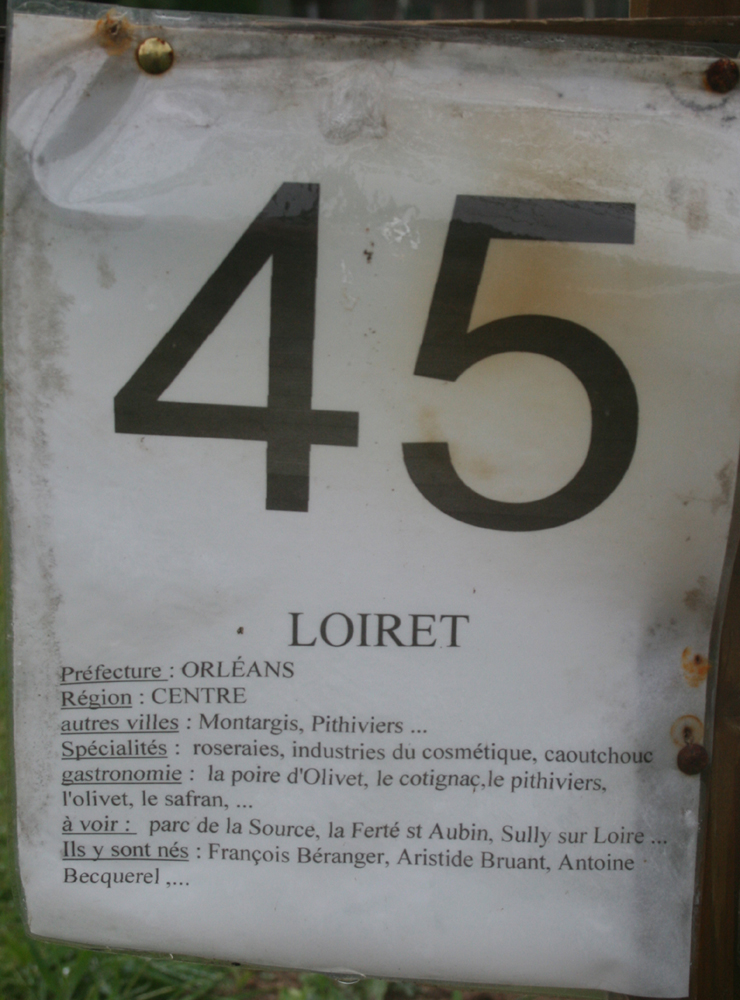 45
LOIRET
Préfecture : ORLÉANS
Région : CENTRE
autres villes : Montargis, Pithiviers ...
Spécialités : roseraies, industries du cosmétique, caoutchouc
gastronomie : la poire d'Olivet, le cotignac,le pithiviers,
l'olivet, le safran, ...
à voir : parc de la Source, la Ferté st Aubin, Sully sur Loire ...
Ils y sont nés : François Béranger, Aristide Bruant, Antoine
Becquerel ,...